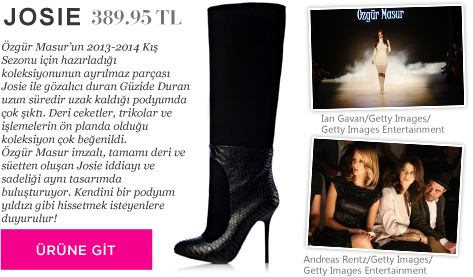 JOSIE 389.95 TL
Özgür Masur’un 2013-2014 Kış
Sezonu için hazırladığı
koleksiyonunun ayrılmaz parçası
Josie ile gözalıcı duran Güzide Duran
uzun süredir uzak kaldığı podyumda
çok şıktı. Deri ceketler, trikolar ve
işlemelerin ön planda olduğu
koleksiyon çok beğenildi.
Özgür Masur imzalı, tamamı deri ve
süetten oluşan Josie iddiayı ve
sadeliği aynı tasarımda
buluşturuyor. Kendini bir podyum
yıldızı gibi hissetmek isteyenlere
duyurulur!
ÜRÜNE GİT
Özgür Masur
Ian Gavan/Getty Images/
Getty Images Entertainment
Andreas Rentz/Getty Images/
Getty Images Entertainment